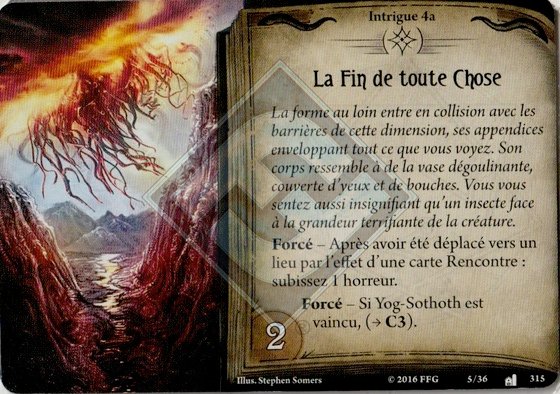 Intrigue 4a
La Fin de toute Chose
La forme au loin entre en collision avec les
barrières de cette dimension, ses appendices
enveloppant tout ce que vous voyez. Son
corps ressemble à de la vase dégoulinante,
couverte d'yeux et de bouches. Vous vous
sentez aussi insignifiant qu'un insecte face
à la grandeur terrifiante de la créature.
Forcé – Après avoir été déplacé vers un
lieu par l'effet d'une carte Rencontre :
subissez 1 horreur.
Forcé – Si Yog-Sothoth est
vaincu, (→ C3).
2
Illus. Stephen Somers © 2016 FFG 5/36 315